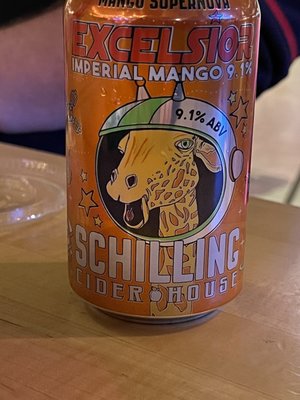 MANGO SUPERNOVA
EXCELSIOR
IMPERIAL MANGO 9.1%
9.1% ABV
SCHILLING
CIDER HOUSE